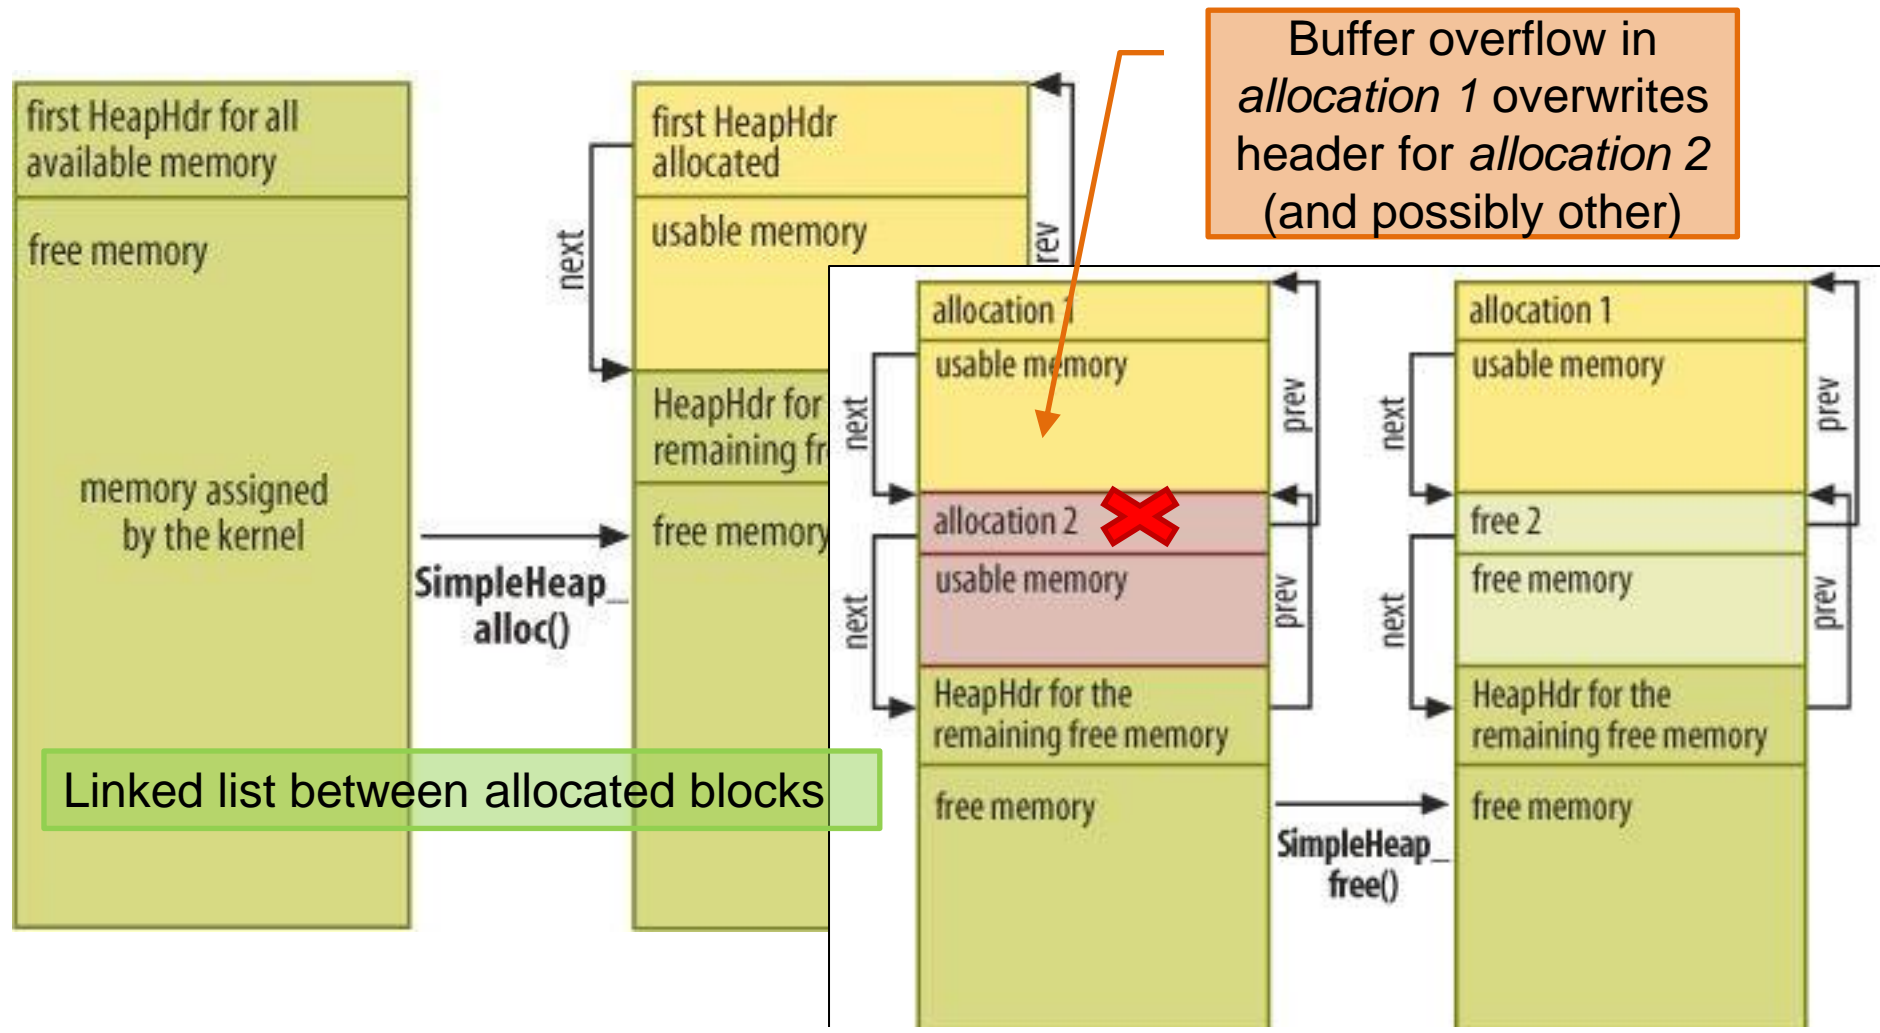 Buffer overflow in
allocation 1 overwrites
header for allocation 2
(and possibly other)
first HeapHdr for all
available memory
free memory
memory assigned
by the kernel
SimpleHeap_
alloc()
first HeapHdr
allocated
usable memory
next
rev
HeapHdr for
remaining fr
free memory
Linked list between allocated blocks
allocation 1
usable memory
next
prev
allocation 2
usable memory
next
prev
HeapHdr for the
remaining free memory
free memory
SimpleHeap_
free()
allocation 1
usable memory
next
prev
free 2
free memory
next
prev
HeapHdr for the
remaining free memory
free memory